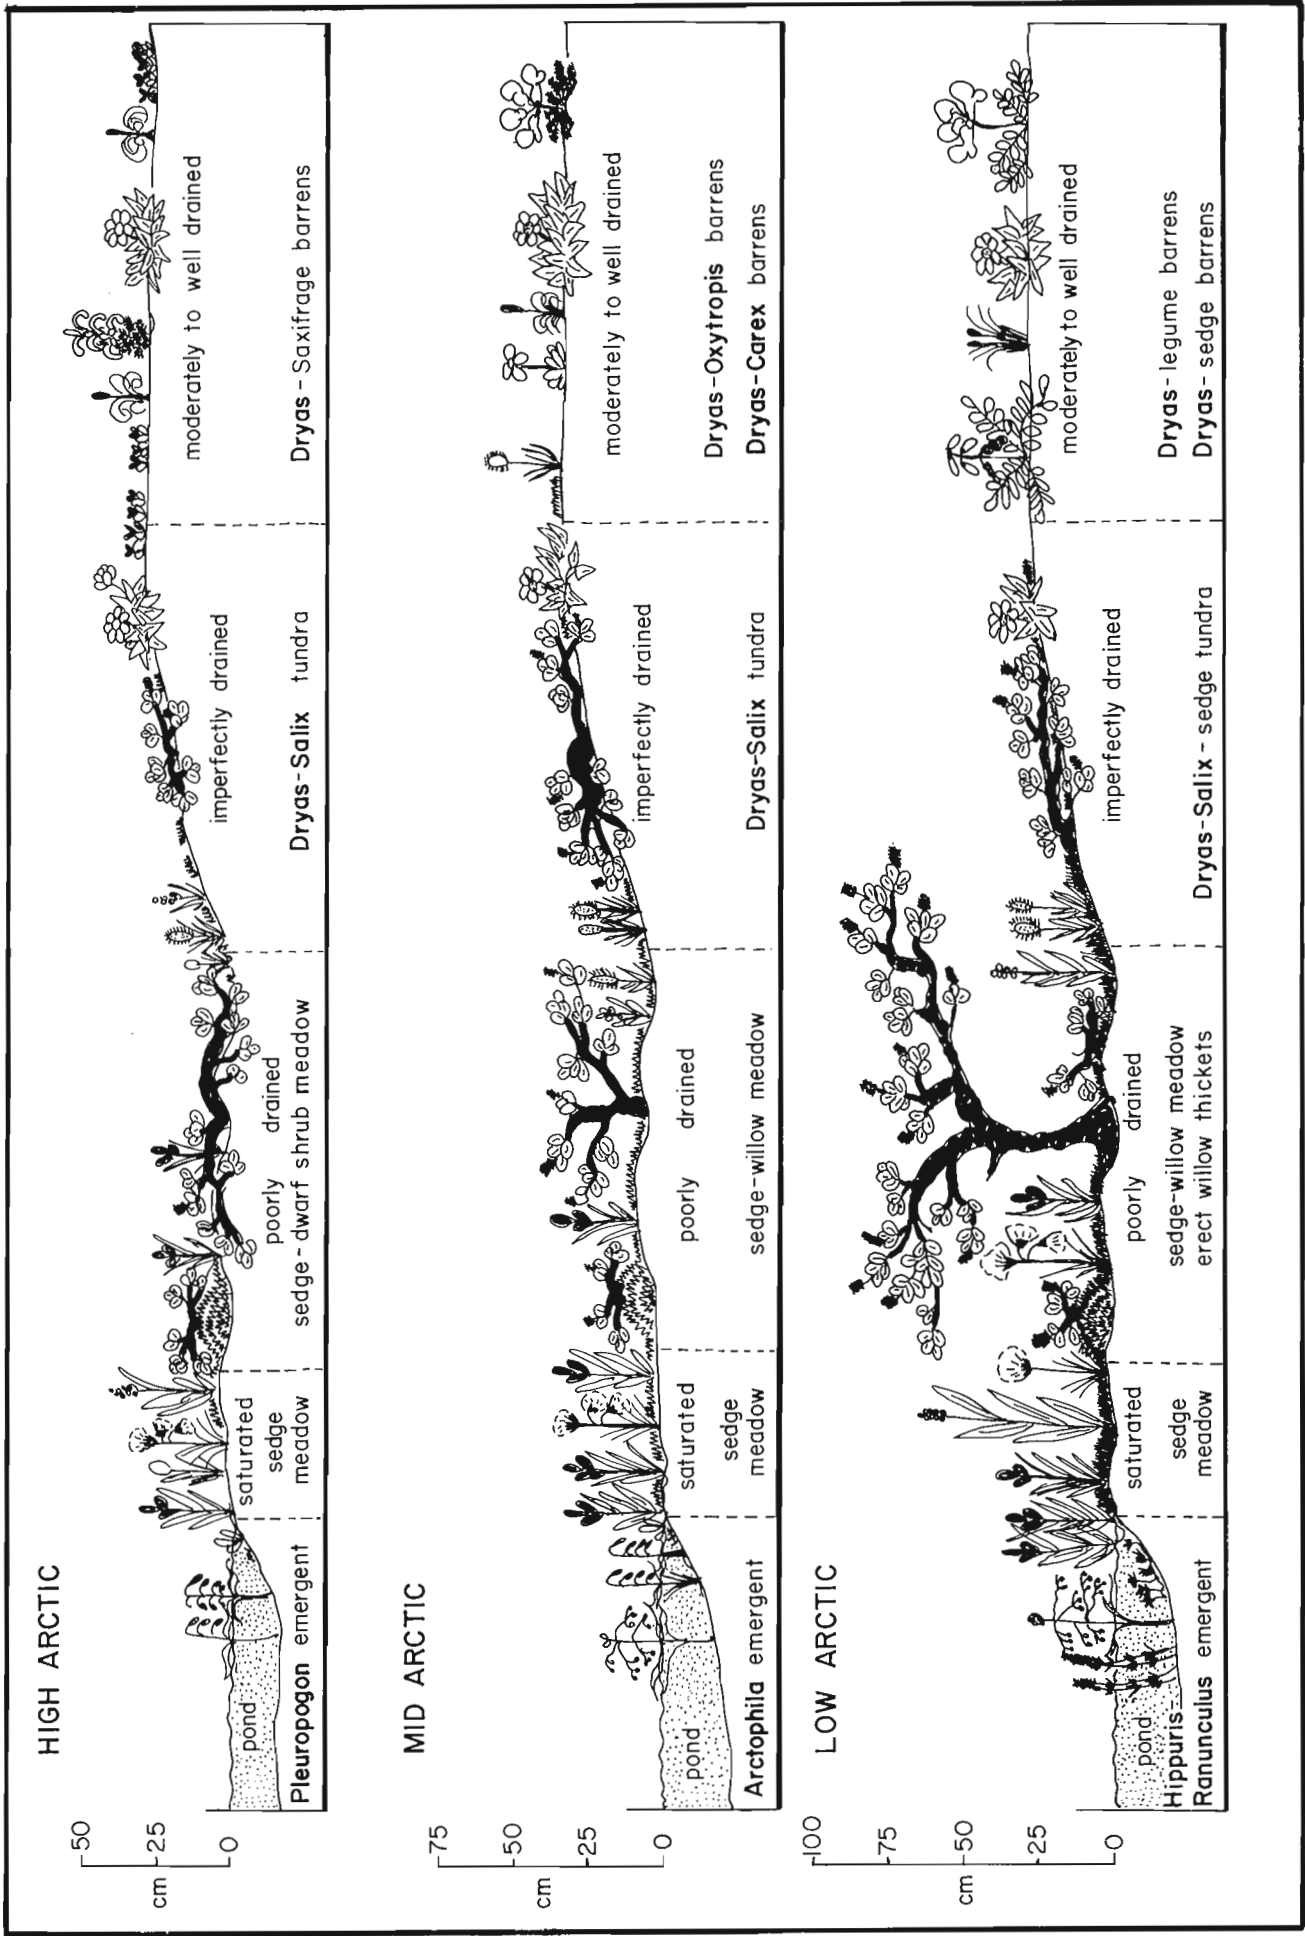 HIGH ARCTIC
50
25
0
cm
pond
Pleuropogon emergent
saturated
sedge
meadow
poorly drained
sedge-dwarf shrub meadow
imperfectly drained
Dryas-Salix tundra
moderately to well drained
Dryas-Saxifrage barrens
MID ARCTIC
75
50
25
0
cm
pond
Arctophila emergent
saturated
sedge
meadow
poorly drained
sedge-willow meadow
imperfectly drained
Dryas-Salix tundra
moderately to well drained
Dryas-Oxytropis barrens
Dryas-Carex barrens
LOW ARCTIC
100
75
50
25
0
cm
pond
Hippuris-
Ranunculus emergent
saturated
sedge
meadow
poorly drained
sedge-willow meadow
erect willow thickets
imperfectly drained
Dryas-Salix-sedge tundra
moderately to well drained
Dryas-legume barrens
Dryas-sedge barrens